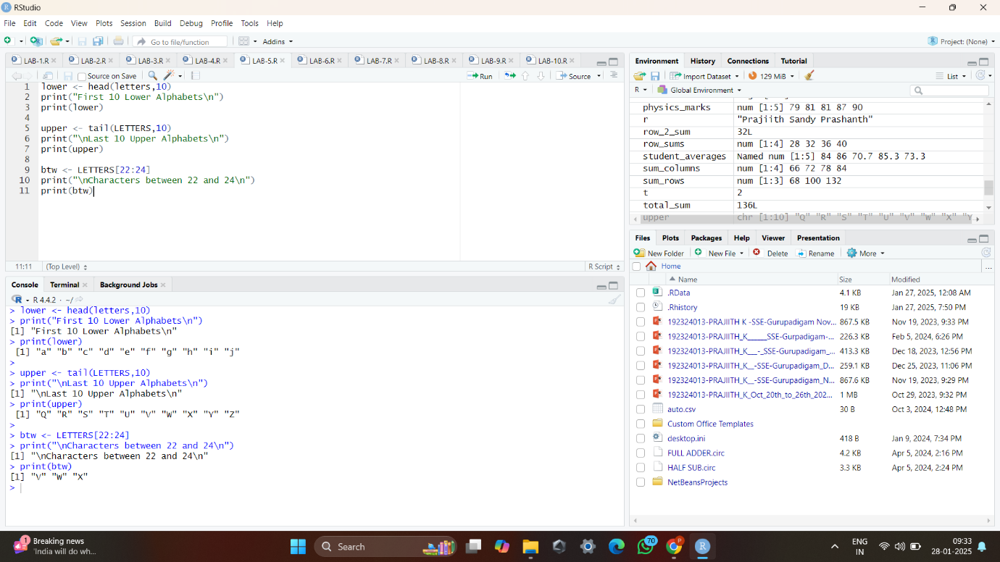 RStudio
File Edit Code View Plots Session Build Debug Profile Tools Help
Go to file/function Addins Project: (None)
LAB-1.R LAB-2.R LAB-3.R LAB-4.R LAB-5.R LAB-6.R LAB-7.R LAB-8.R LAB-9.R LAB-10.R
Source on Save Run Source
1 lower <- head(letters,10)
2 print("First 10 Lower Alphabets\n")
3 print(lower)
4
5 upper <- tail(LETTERS,10)
6 print("\nLast 10 Upper Alphabets\n")
7 print(upper)
8
9 btw <- LETTERS[22:24]
10 print("\nCharacters between 22 and 24\n")
11 print(btw)
11:11 (Top Level) R Script
Console Terminal Background Jobs
R 4.4.2 · ~/
> lower <- head(letters,10)
> print("First 10 Lower Alphabets\n")
[1] "First 10 Lower Alphabets\n"
> print(lower)
[1] "a" "b" "c" "d" "e" "f" "g" "h" "i" "j"
>
> upper <- tail(LETTERS,10)
> print("\nLast 10 Upper Alphabets\n")
[1] "\nLast 10 Upper Alphabets\n"
> print(upper)
[1] "Q" "R" "S" "T" "U" "V" "W" "X" "Y" "Z"
>
> btw <- LETTERS[22:24]
> print("\nCharacters between 22 and 24\n")
[1] "\nCharacters between 22 and 24\n"
> print(btw)
[1] "V" "W" "X"
>
Environment History Connections Tutorial
Import Dataset 129 MiB List
R Global Environment
physics_marks num [1:5] 79 81 81 87 90
r "Prajiith Sandy Prashanth"
row_2_sum 32L
row_sums num [1:4] 28 32 36 40
student_averages Named num [1:5] 84 86 70.7 85.3 73.3
sum_columns num [1:4] 66 72 78 84
sum_rows num [1:3] 68 100 132
t 2
total_sum 136L
upper chr [1:10] "Q" "R" "S" "T" "U" "V" "W" "X" "Y
Files Plots Packages Help Viewer Presentation
New Folder New File Delete Rename More
Home ...
Name Size Modified
.RData 4.1 KB Jan 27, 2025, 12:08 AM
.Rhistory 19 KB Jan 27, 2025, 7:50 PM
192324013-PRAJIITH K -SSE-Gurupadigam Nov... 867.5 KB Nov 19, 2023, 9:33 PM
192324013-PRAJIITH_K_____SSE-Gurpadigam-... 226.3 KB Feb 5, 2024, 6:26 PM
192324013-PRAJIITH_K___-_SSE-Gurupadigam_... 413.3 KB Dec 18, 2023, 12:56 PM
192324013-PRAJIITH_K__-SSE-Gurupadigam_D... 259.1 KB Dec 25, 2023, 11:06 PM
192324013-PRAJIITH_K__-SSE-Gurupadigam_N... 867.6 KB Nov 19, 2023, 9:29 PM
192324013-PRAJIITH_K_Oct_20th_to_26th_202... 1 MB Oct 29, 2023, 9:32 PM
auto.csv 30 B Oct 3, 2024, 12:48 PM
Custom Office Templates
desktop.ini 418 B Jan 9, 2024, 7:34 PM
FULL ADDER.circ 4.2 KB Apr 5, 2024, 2:16 PM
HALF SUB.circ 3.3 KB Apr 5, 2024, 2:24 PM
NetBeansProjects
1 Breaking news
'India will do wh...
Search
70
P
R
ENG
IN
09:33
28-01-2025